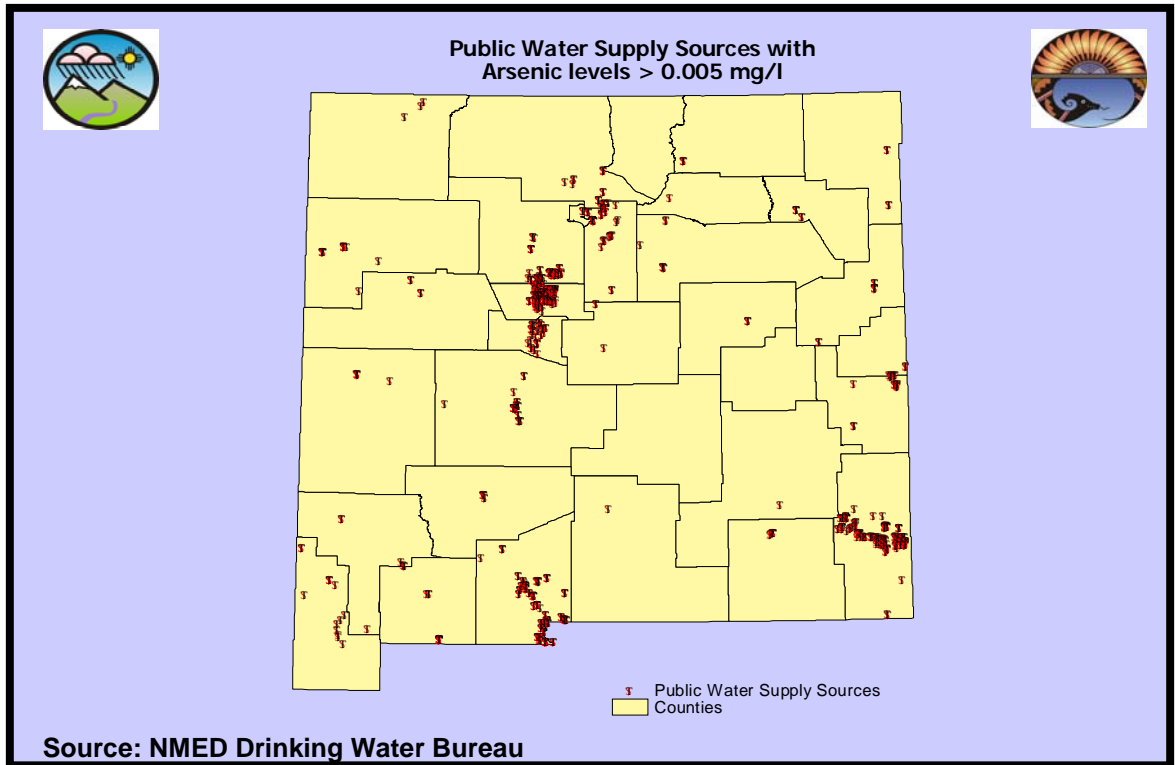 Public Water Supply Sources with
Arsenic levels > 0.005 mg/l
Public Water Supply Sources
Counties
Source: NMED Drinking Water Bureau